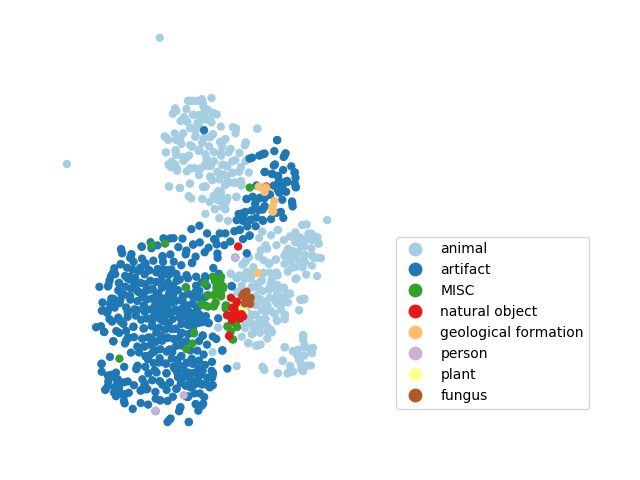 animal
artifact
MISC
natural object
geological formation
person
plant
fungus